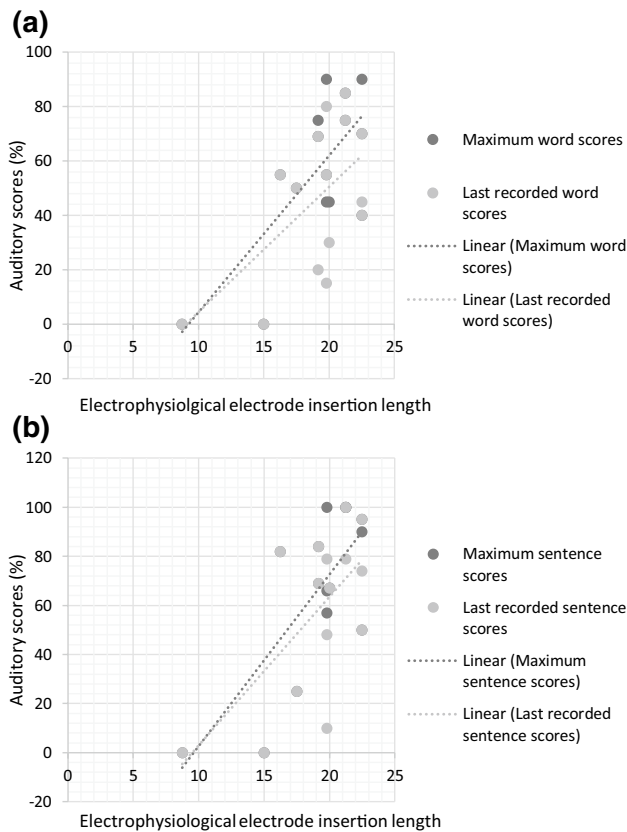 (a)
100
80
60
40
20
0
-20
Auditory scores (%)
0 5 10 15 20 25
Electrophysiolgical electrode insertion length
Maximum word scores
Last recorded word
scores
Linear (Maximum word
scores)
Linear (Last recorded
word scores)
(b)
120
100
80
60
40
20
0
-20
Auditory scores (%)
0 5 10 15 20 25
Electrophysiological electrode insertion length
Maximum sentence
scores
Last recorded sentence
scores
Linear (Maximum
sentence scores)
Linear (Last recorded
sentence scores)